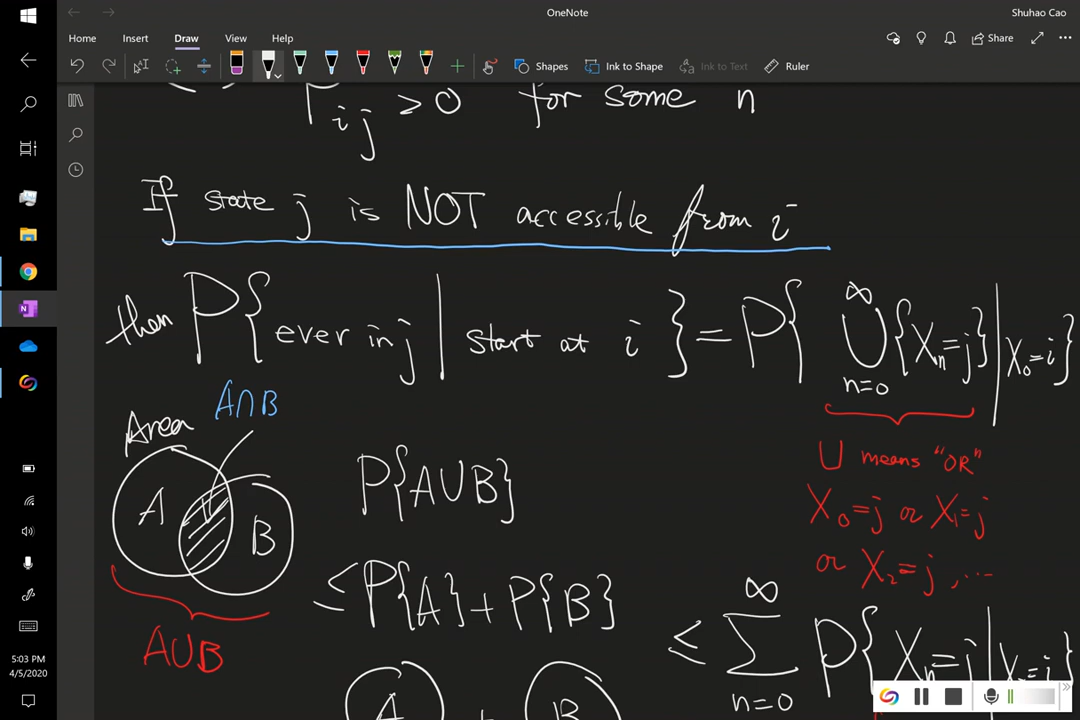 OneNote
Shuhao Cao
Home Insert Draw View Help
Share
Shapes
Ink to Shape
Ink to Text
Ruler
P_ij > 0 for some n
If state j is NOT accessible from i
then P{ever in j | start at i} = P{ ∞ ∪ n=0 {X_n=j} | X_0=i}
A∩B
Area
A
B
P{A∪B}
U means "OR"
X_0=j or X_1=j
or X_2=j, ...
≤ P{A} + P{B}
A∪B
≤ ∞ Σ n=0 P{X_n=j | X_0=i}
A + B
5:03 PM
4/5/2020